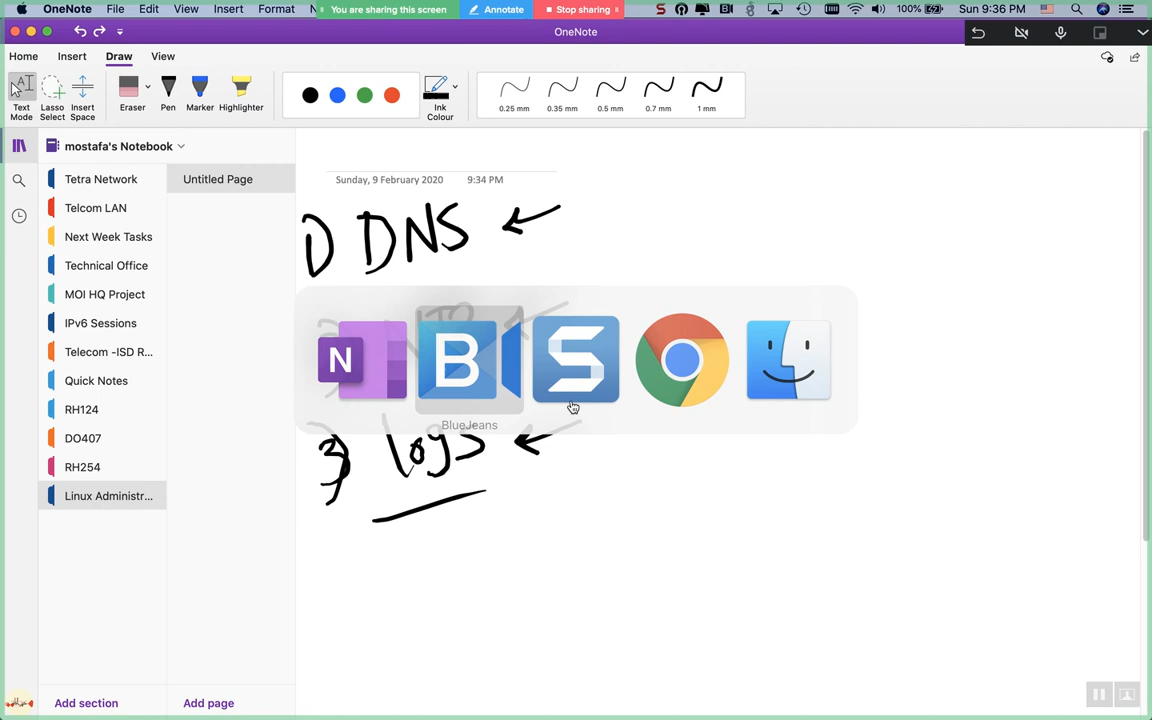 OneNote File Edit View Insert Format You are sharing this screen Annotate Stop sharing 100% Sun 9:36 PM
OneNote
Home Insert Draw View
Text Mode
Lasso Select
Insert Space
Eraser
Pen
Marker
Highlighter
Ink Colour
0.25 mm
0.35 mm
0.5 mm
0.7 mm
1 mm
mostafa's Notebook
Tetra Network
Telcom LAN
Next Week Tasks
Technical Office
MOI HQ Project
IPv6 Sessions
Telecom -ISD R...
Quick Notes
RH124
DO407
RH254
Linux Administr...
Add section
Untitled Page
Add page
Sunday, 9 February 2020 9:34 PM
DNS
N
B
S
BlueJeans
3) logs